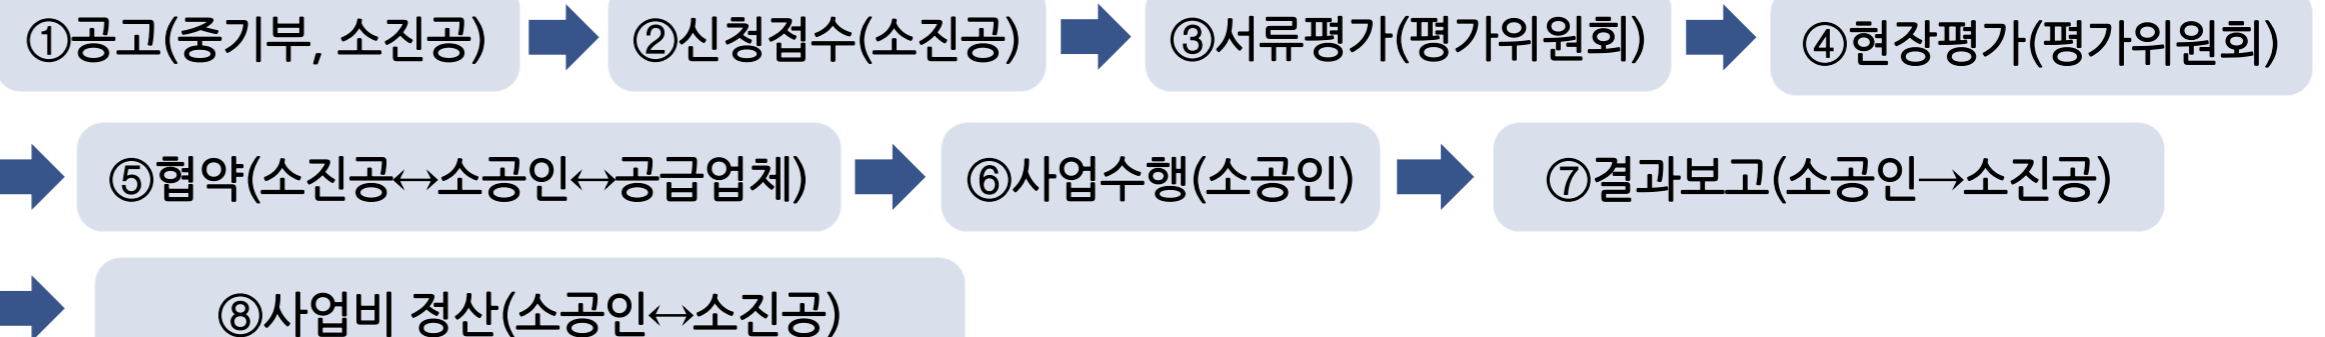 ①공고(중기부, 소진공)
②신청접수(소진공)
③서류평가(평가위원회)
④현장평가(평가위원회)
⑤협약(소진공↔소공인↔공급업체)
⑥사업수행(소공인)
⑦결과보고(소공인→소진공)
⑧사업비 정산(소공인↔소진공)